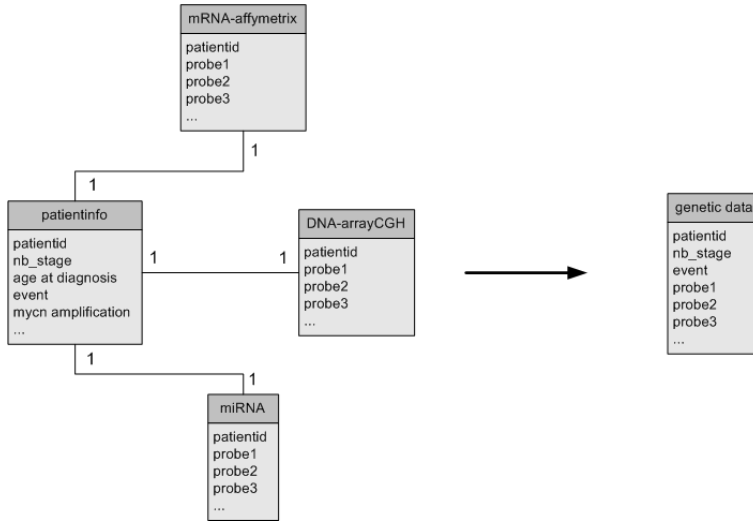 mRNA-affymetrix
patientid
probe1
probe2
probe3
...
1
1
patientinfo
patientid
nb_stage
age at diagnosis
event
mycn amplification
...
1
1
DNA-arrayCGH
patientid
probe1
probe2
probe3
...
genetic data
patientid
nb_stage
event
probe1
probe2
probe3
...
1
1
miRNA
patientid
probe1
probe2
probe3
...